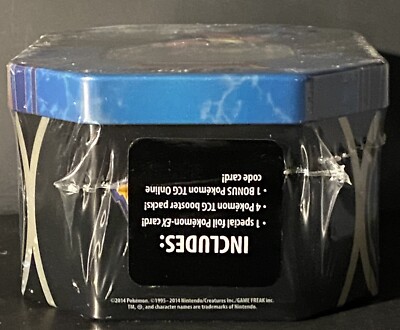 INCLUDES:
• 1 special foil Pokémon-EX card!
• 4 Pokémon TCG booster packs!
• 1 BONUS Pokémon TCG Online
code card!
©2014 Pokémon. ©1995–2014 Nintendo/Creatures Inc./GAME FREAK inc.
TM, ®, and character names are trademarks of Nintendo.